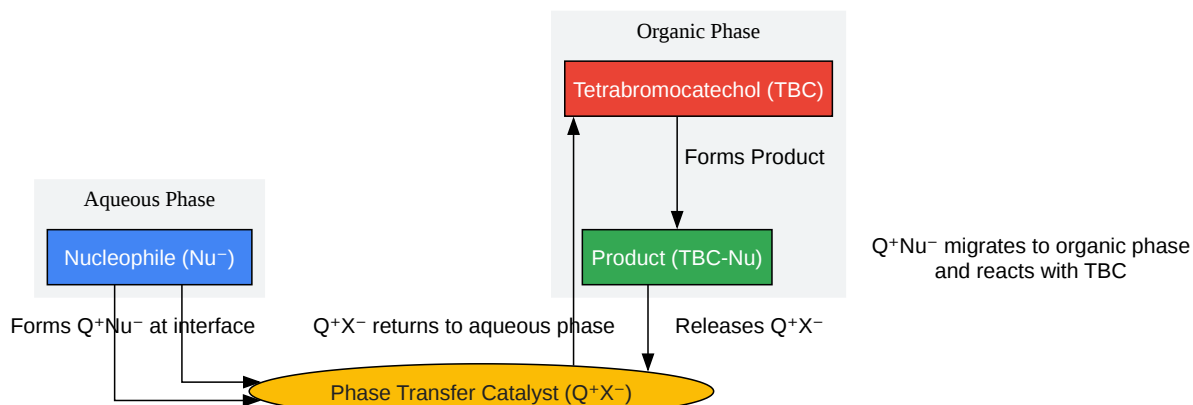 Organic Phase
Tetrabromocatechol (TBC)
Forms Product
Aqueous Phase
Nucleophile (Nu⁻)
Product (TBC-Nu)
Q⁺Nu⁻ migrates to organic phase
and reacts with TBC
Forms Q⁺Nu⁻ at interface
Q⁺X⁻ returns to aqueous phase
Releases Q⁺X⁻
Phase Transfer Catalyst (Q⁺X⁻)